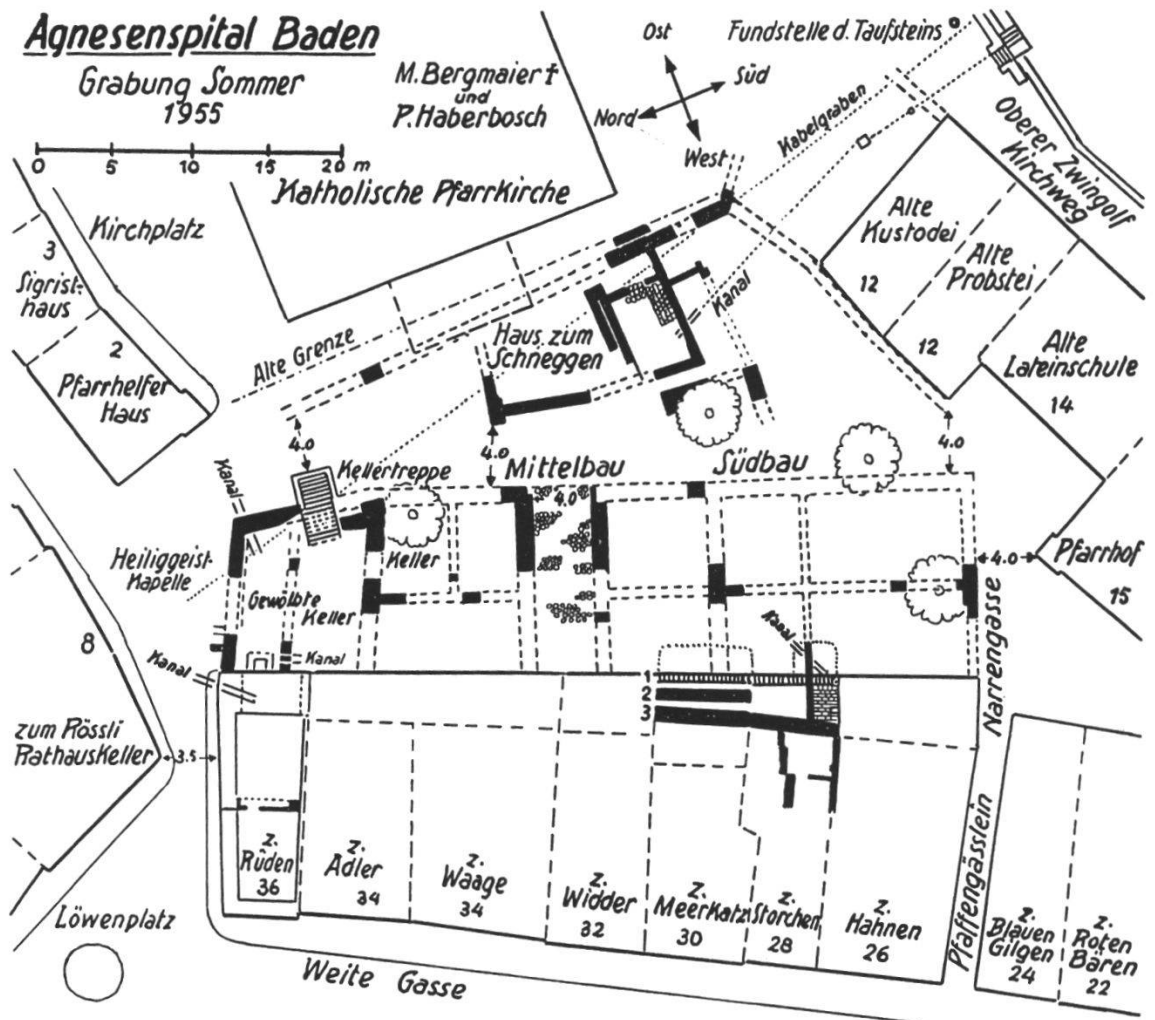 Agnesenspital Baden
Grabung Sommer
1955
0 5 10 15 20 m
M. Bergmaier †
und
P. Haberbosch
Ost
Süd
Nord
West
Fundstelle d. Taufsteins
Kabelgraben
Oberer Zwingolf
Kirchweg
Katholische Pfarrkirche
Kirchplatz
3
Sigrist-
haus
2
Pfarrhelfer
Haus
Alte Grenze
Haus zum
Schneggen
Kanal
Alte
Kustodei
12
Alte
Probstei
12
Alte
Lateinschule
14
Pfarrhof
15
4.0
4.0
4.0
4.0
Kellertreppe
Mittelbau
Südbau
4.0
Kanal
Heiliggeist-
Kapelle
Keller
Gewölbte
Keller
Kanal
Kanal
Kanal
Narrengasse
8
zum Rössli
Rathauskeller
3.5
1
2
3
z.
Rüden
36
z.
Adler
34
z.
Waage
34
z.
Widder
32
z.
Meerkatz
30
z.
Storchen
28
z.
Hahnen
26
Pfaffengässlein
z.
Blauen
Gilgen
24
z.
Roten
Bären
22
Löwenplatz
Weite Gasse